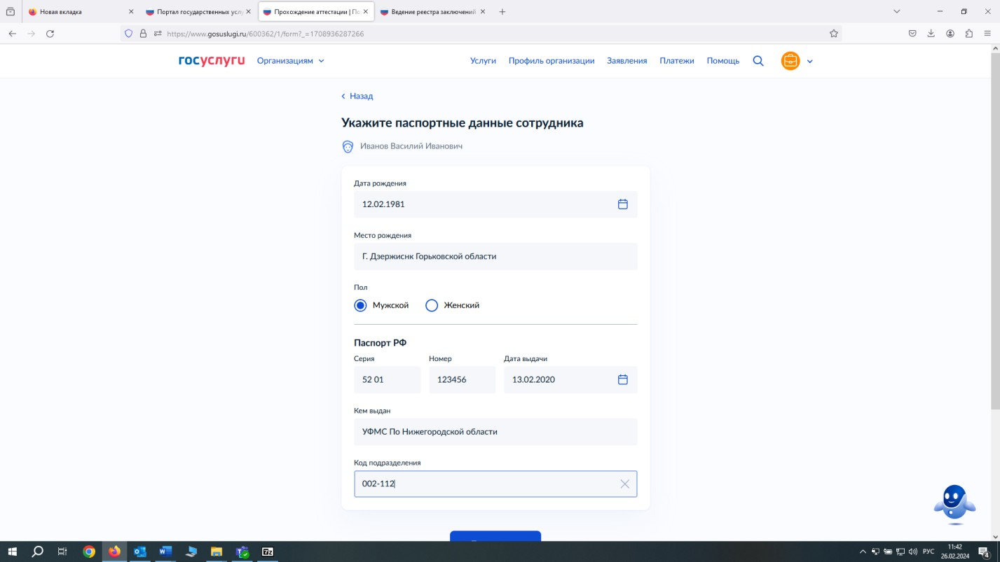 Новая вкладка
Портал государственных услу
Прохождение аттестации | По
Ведение реестра заключений
https://www.gosuslugi.ru/600362/1/form?_=1708936287266
госуслуги
Организациям
Услуги
Профиль организации
Заявления
Платежи
Помощь
Назад
Укажите паспортные данные сотрудника
Иванов Василий Иванович
Дата рождения
12.02.1981
Место рождения
Г. Дзержиснк Горьковской области
Пол
Мужской
Женский
Паспорт РФ
Серия
Номер
Дата выдачи
52 01
123456
13.02.2020
Кем выдан
УФМС По Нижегородской области
Код подразделения
002-112
РУС
11:42
26.02.2024
4
7z